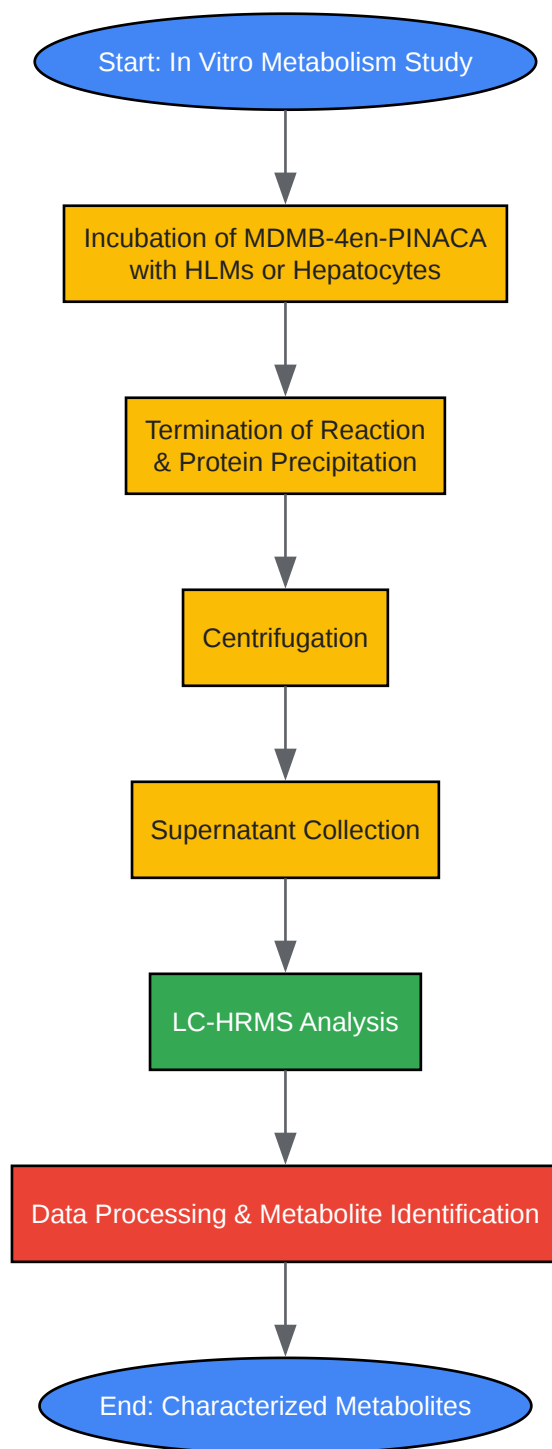 Start: In Vitro Metabolism Study
Incubation of MDMB-4en-PINACA
with HLMs or Hepatocytes
Termination of Reaction
& Protein Precipitation
Centrifugation
Supernatant Collection
LC-HRMS Analysis
Data Processing & Metabolite Identification
End: Characterized Metabolites